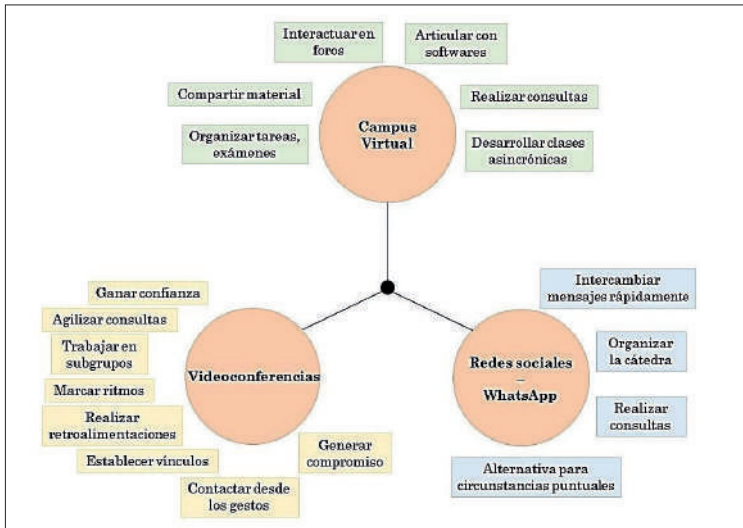 Interactuar en
foros
Articular con
softwares
Compartir material
Realizar consultas
Organizar tareas,
exámenes
Campus
Virtual
Desarrollar clases
asincrónicas
Ganar confianza
Agilizar consultas
Trabajar en
subgrupos
Marcar ritmos
Realizar
retroalimentaciones
Establecer vínculos
Contactar desde
los gestos
Generar
compromiso
Videoconferencias
Intercambiar
mensajes rápidamente
Organizar
la cátedra
Realizar
consultas
Alternativa para
circunstancias puntuales
Redes sociales
–
WhatsApp